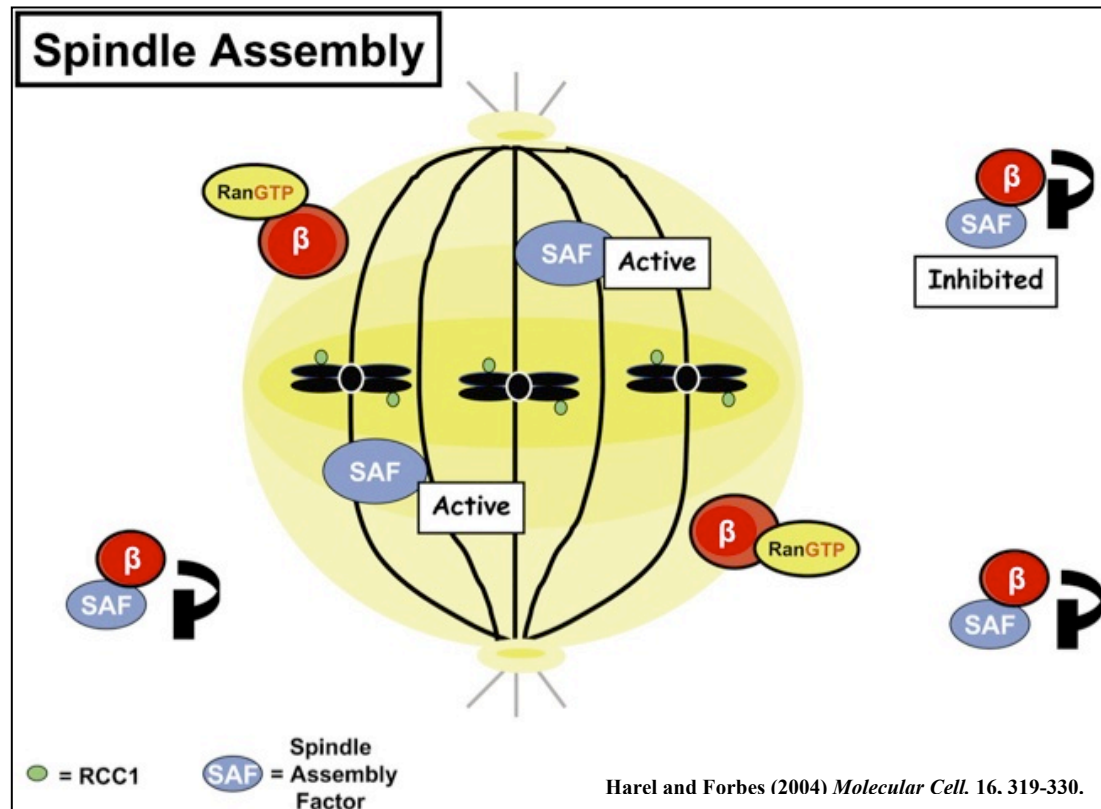 Spindle Assembly
RanGTP
β
SAF
Active
β
SAF
Inhibited
SAF
Active
β
RanGTP
β
SAF
β
SAF
= RCC1
SAF
=
Spindle
Assembly
Factor
Harel and Forbes (2004) Molecular Cell. 16, 319-330.